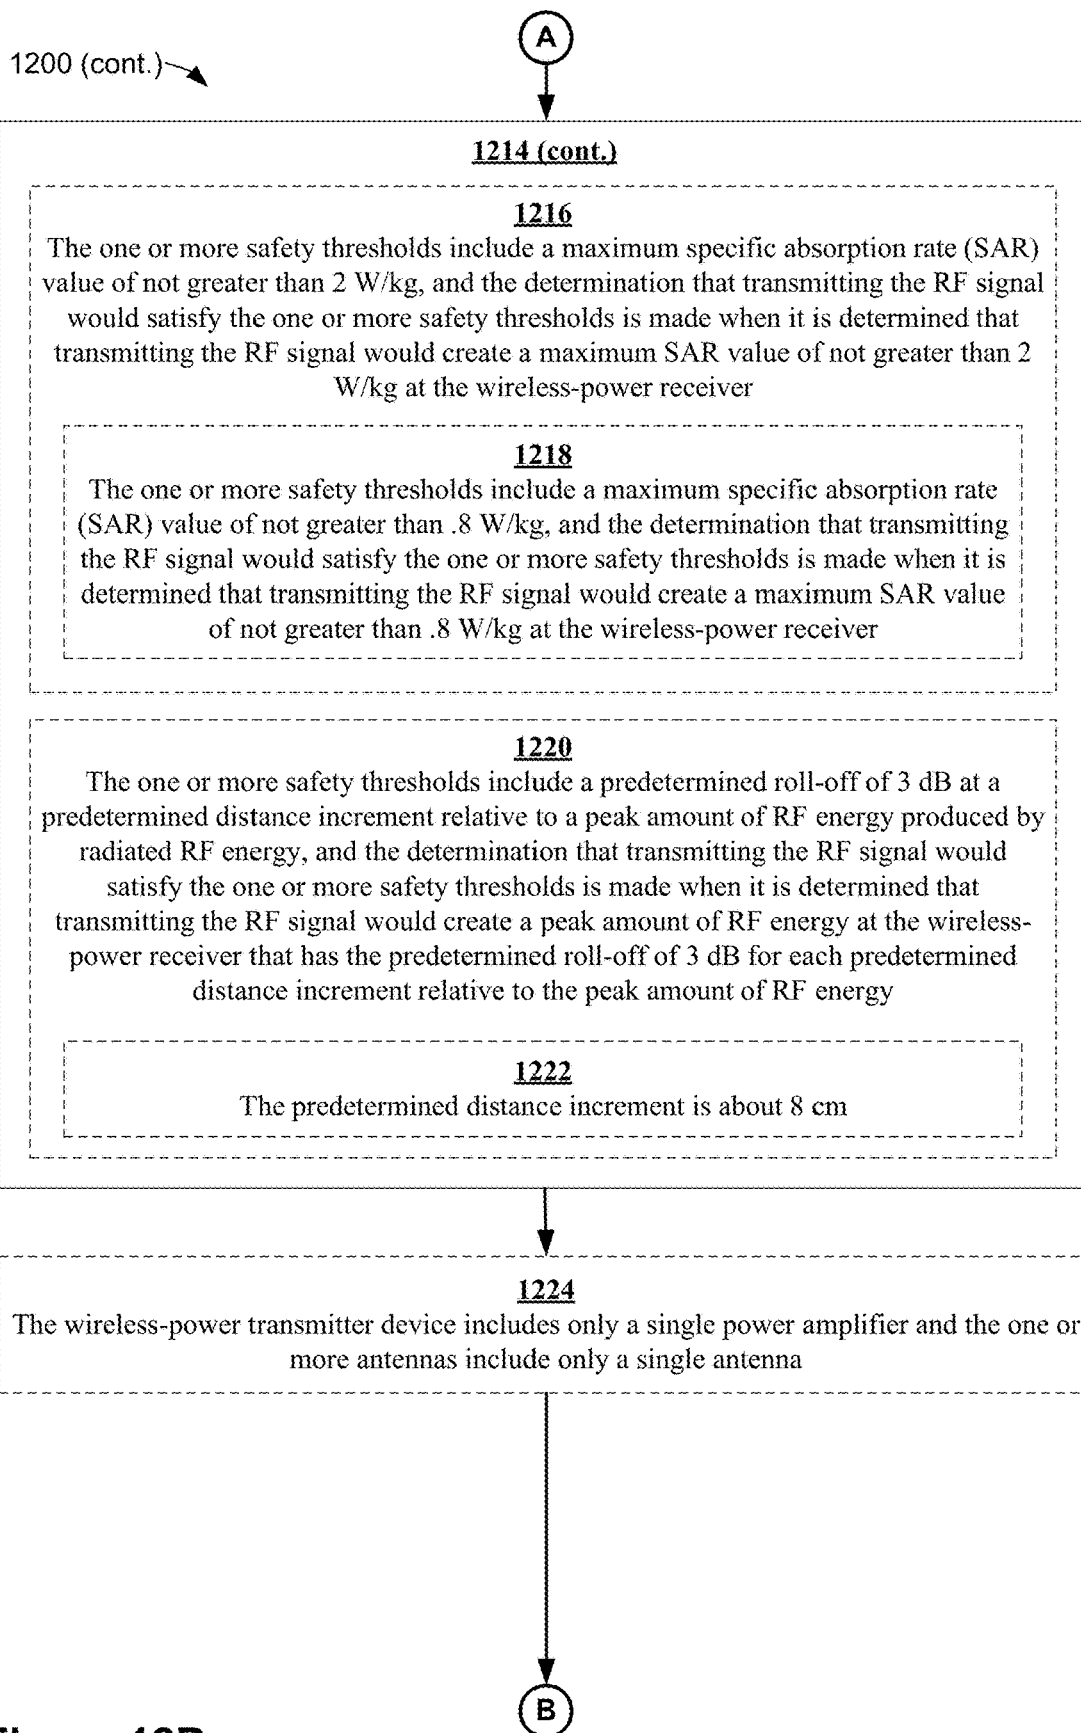 A
1200 (cont.)
1214 (cont.)
1216
The one or more safety thresholds include a maximum specific absorption rate (SAR)
value of not greater than 2 W/kg, and the determination that transmitting the RF signal
would satisfy the one or more safety thresholds is made when it is determined that
transmitting the RF signal would create a maximum SAR value of not greater than 2
W/kg at the wireless-power receiver
1218
The one or more safety thresholds include a maximum specific absorption rate
(SAR) value of not greater than .8 W/kg, and the determination that transmitting
the RF signal would satisfy the one or more safety thresholds is made when it is
determined that transmitting the RF signal would create a maximum SAR value
of not greater than .8 W/kg at the wireless-power receiver
1220
The one or more safety thresholds include a predetermined roll-off of 3 dB at a
predetermined distance increment relative to a peak amount of RF energy produced by
radiated RF energy, and the determination that transmitting the RF signal would
satisfy the one or more safety thresholds is made when it is determined that
transmitting the RF signal would create a peak amount of RF energy at the wireless-
power receiver that has the predetermined roll-off of 3 dB for each predetermined
distance increment relative to the peak amount of RF energy
1222
The predetermined distance increment is about 8 cm
1224
The wireless-power transmitter device includes only a single power amplifier and the one or
more antennas include only a single antenna
B